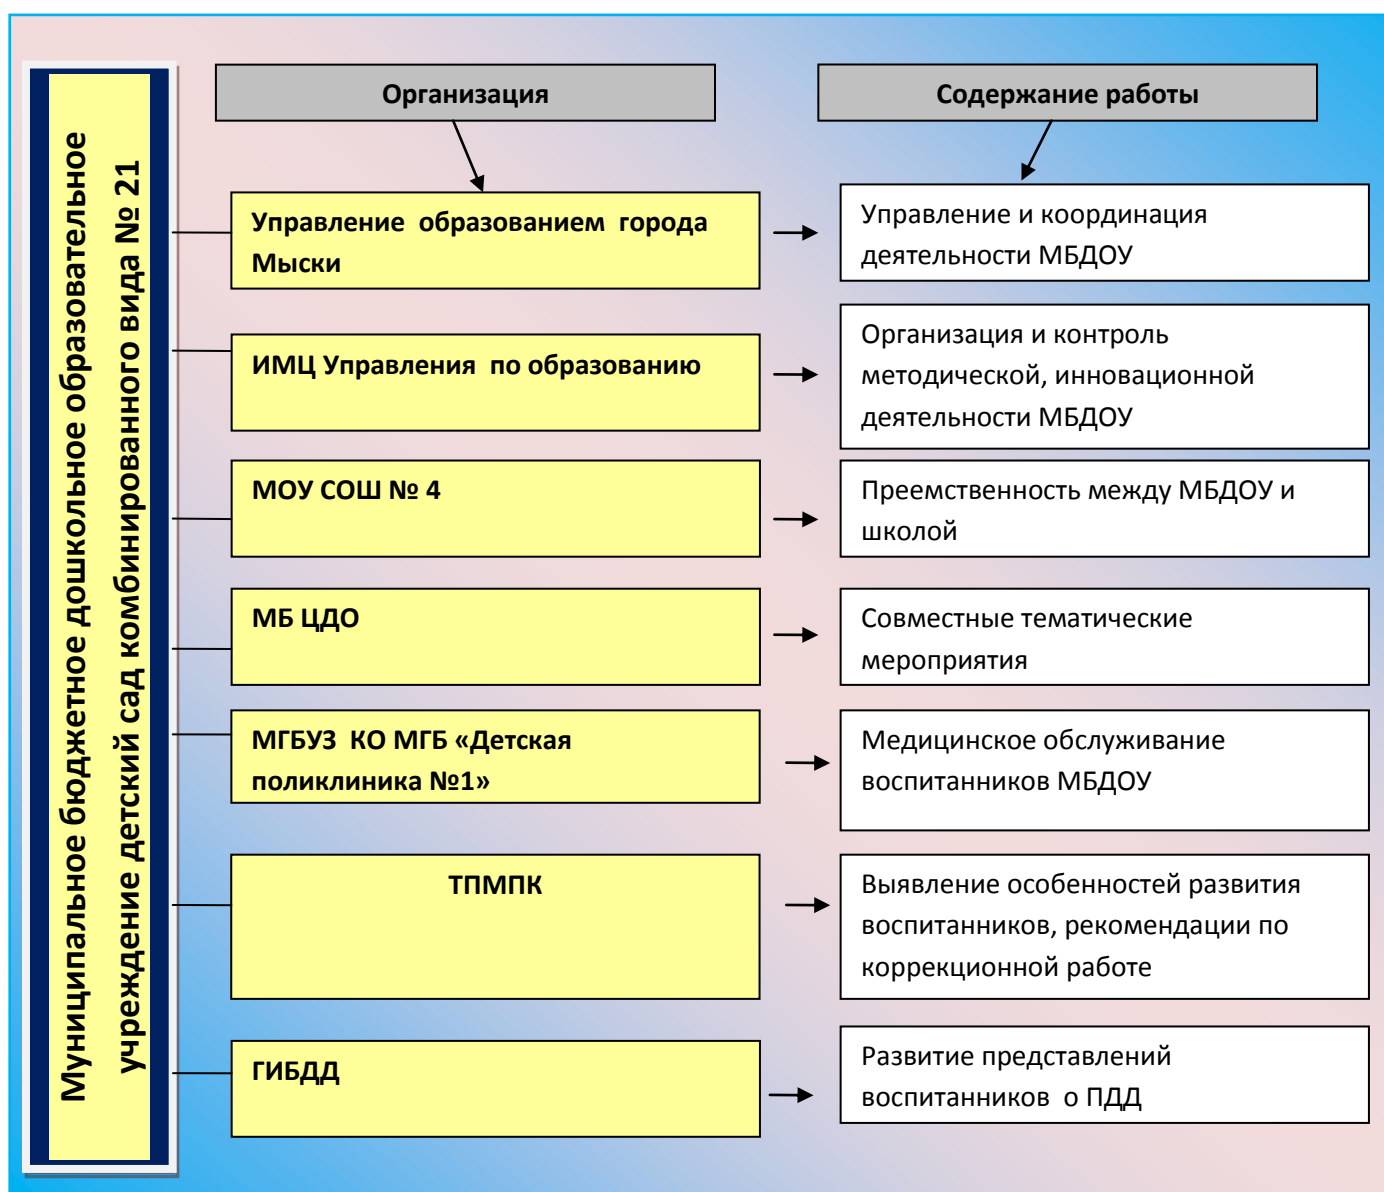 Муниципальное бюджетное дошкольное образовательное
учреждение детский сад комбинированного вида № 21
Организация
Содержание работы
Управление образованием города
Мыски
Управление и координация
деятельности МБДОУ
ИМЦ Управления по образованию
Организация и контроль
методической, инновационной
деятельности МБДОУ
МОУ СОШ № 4
Преемственность между МБДОУ и
школой
МБ ЦДО
Совместные тематические
мероприятия
МГБУЗ КО МГБ «Детская
поликлиника №1»
Медицинское обслуживание
воспитанников МБДОУ
ТПМПК
Выявление особенностей развития
воспитанников, рекомендации по
коррекционной работе
ГИБДД
Развитие представлений
воспитанников о ПДД